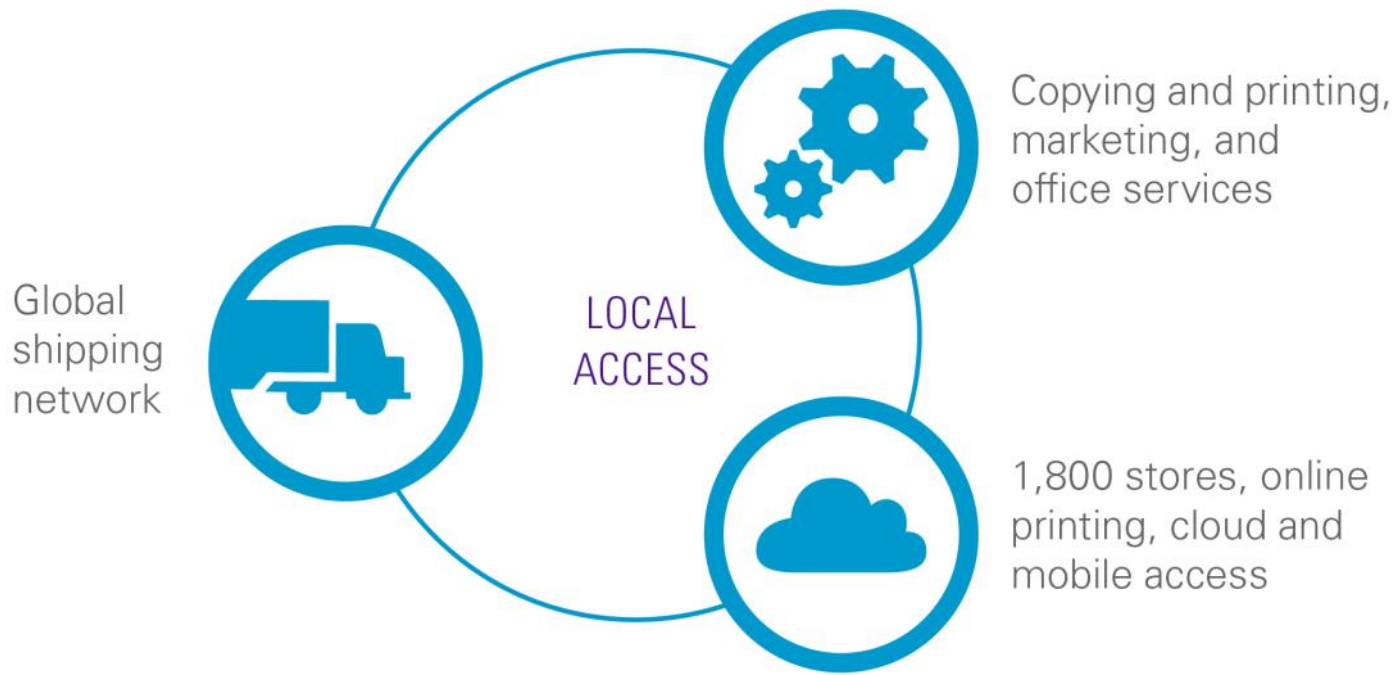 Global
shipping
network
LOCAL
ACCESS
Copying and printing,
marketing, and
office services
1,800 stores, online
printing, cloud and
mobile access